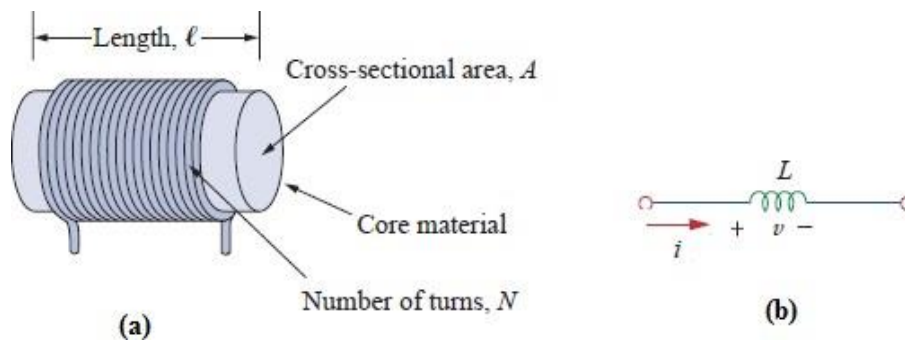 Length, ℓ
Cross-sectional area, A
Core material
Number of turns, N
(a)
L
+ v −
i
(b)